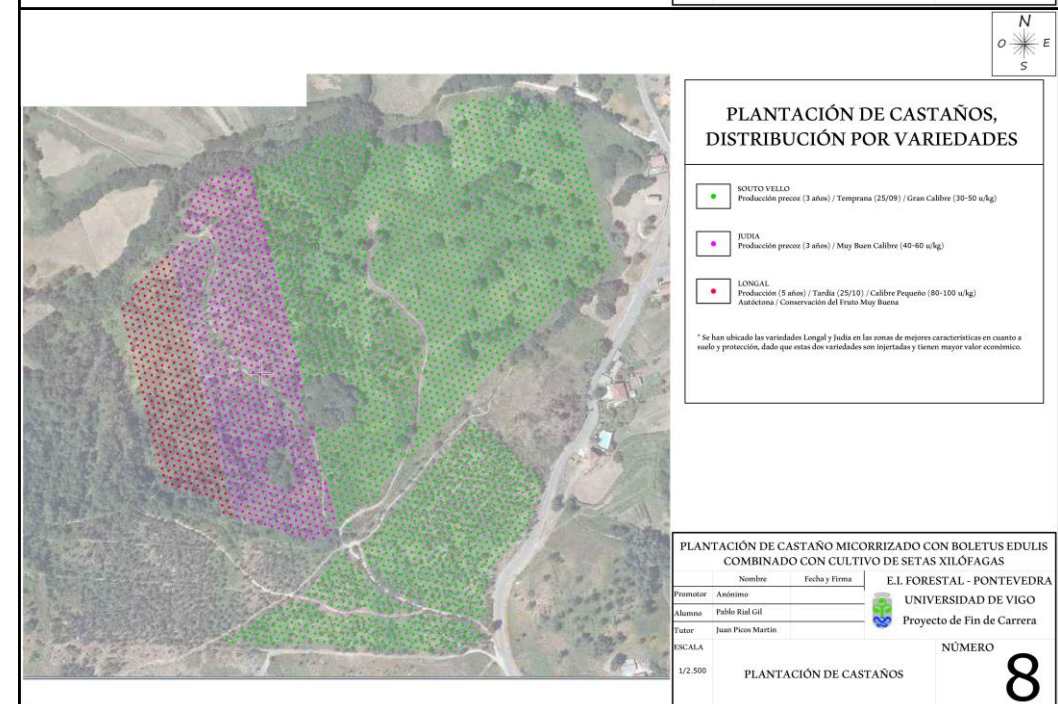 N
O E
S
PLANTACIÓN DE CASTAÑOS,
DISTRIBUCIÓN POR VARIEDADES
SOUTO VELLO
Producción precoz (3 años) / Temprana (25/09) / Gran Calibre (30-50 u/kg)
JUDIA
Producción precoz (3 años) / Muy Buen Calibre (40-60 u/kg)
LONGAL
Producción (5 años) / Tardía (25/10) / Calibre Pequeño (80-100 u/kg)
Autóctona / Conservación del Fruto Muy Buena
* Se han ubicado las variedades Longal y Judía en las zonas de mejores características en cuanto a
suelo y protección, dado que estas dos variedades son injertadas y tienen mayor valor económico.
PLANTACIÓN DE CASTAÑO MICORRIZADO CON BOLETUS EDULIS
COMBINADO CON CULTIVO DE SETAS XILÓFAGAS
Nombre Fecha y Firma
Promotor Anónimo
Alumno Pablo Rial Gil
Tutor Juan Picos Martín
E.I. FORESTAL - PONTEVEDRA
UNIVERSIDAD DE VIGO
Proyecto de Fin de Carrera
ESCALA
1/2.500
PLANTACIÓN DE CASTAÑOS
NÚMERO
8